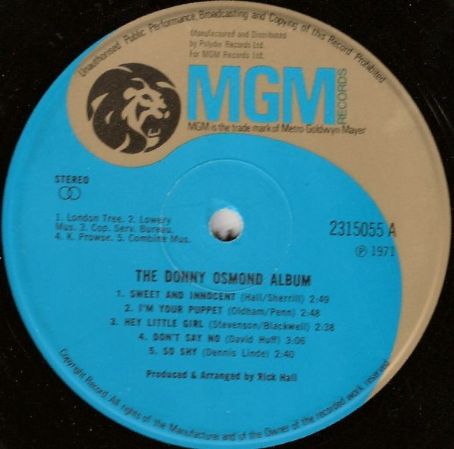 Unauthorised Public Performance, Broadcasting and Copying of this Record Prohibited
Manufactured and Distributed
by Polydor Records Ltd.
For MGM Records Ltd.
MGM
RECORDS
MGM is the trade mark of Metro Goldwyn Mayer
STEREO
1. London Tree. 2. Lowery
Mus. 3. Cop. Serv. Bureau.
4. K. Prowse. 5. Combine Mus.
2315055 A
Ⓟ 1971
THE DONNY OSMOND ALBUM
1. SWEET AND INNOCENT (Hall/Sherrill) 2:49
2. I'M YOUR PUPPET (Oldham/Penn) 2:48
3. HEY LITTLE GIRL (Stevenson/Blackwell) 2:38
4. DON'T SAY NO (David Huff) 3:06
5. SO SHY (Dennis Linde) 2:40
Produced & Arranged by Rick Hall
Copyright Record. All rights of the Manufacturer and of the Owner of the recorded work reserved